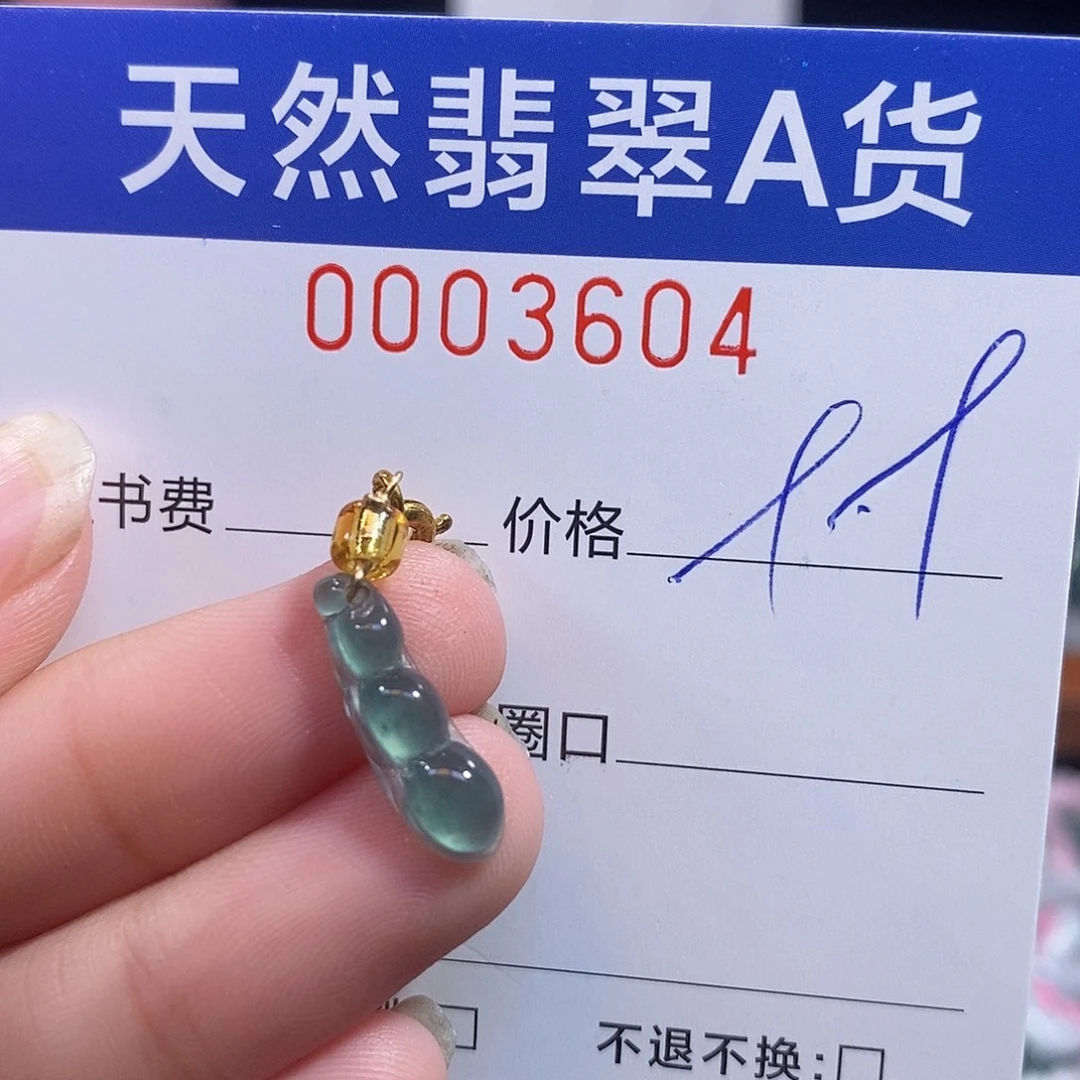 天然翡翠A货
0003604
书费 价格
圈口
不退不换: